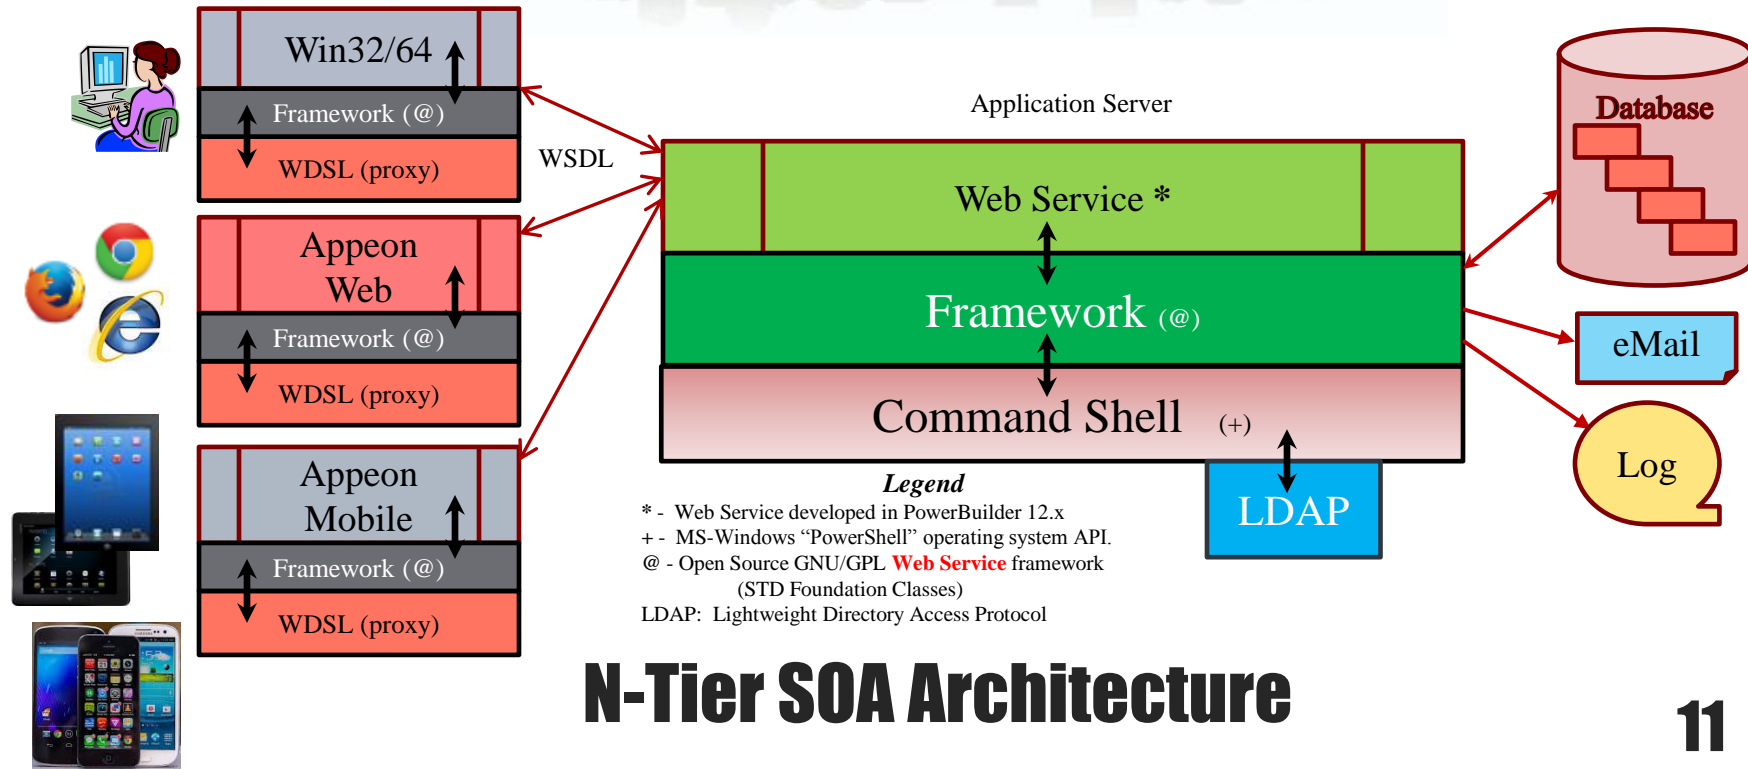 Win32/64
Framework (@)
WDSL (proxy)
Appeon
Web
Framework (@)
WDSL (proxy)
Appeon
Mobile
Framework (@)
WDSL (proxy)
WSDL
Application Server
Web Service *
Framework (@)
Command Shell (+)
LDAP
Database
eMail
Log
Legend
* - Web Service developed in PowerBuilder 12.x
+ - MS-Windows “PowerShell” operating system API.
@ - Open Source GNU/GPL Web Service framework
(STD Foundation Classes)
LDAP: Lightweight Directory Access Protocol
N-Tier SOA Architecture
11